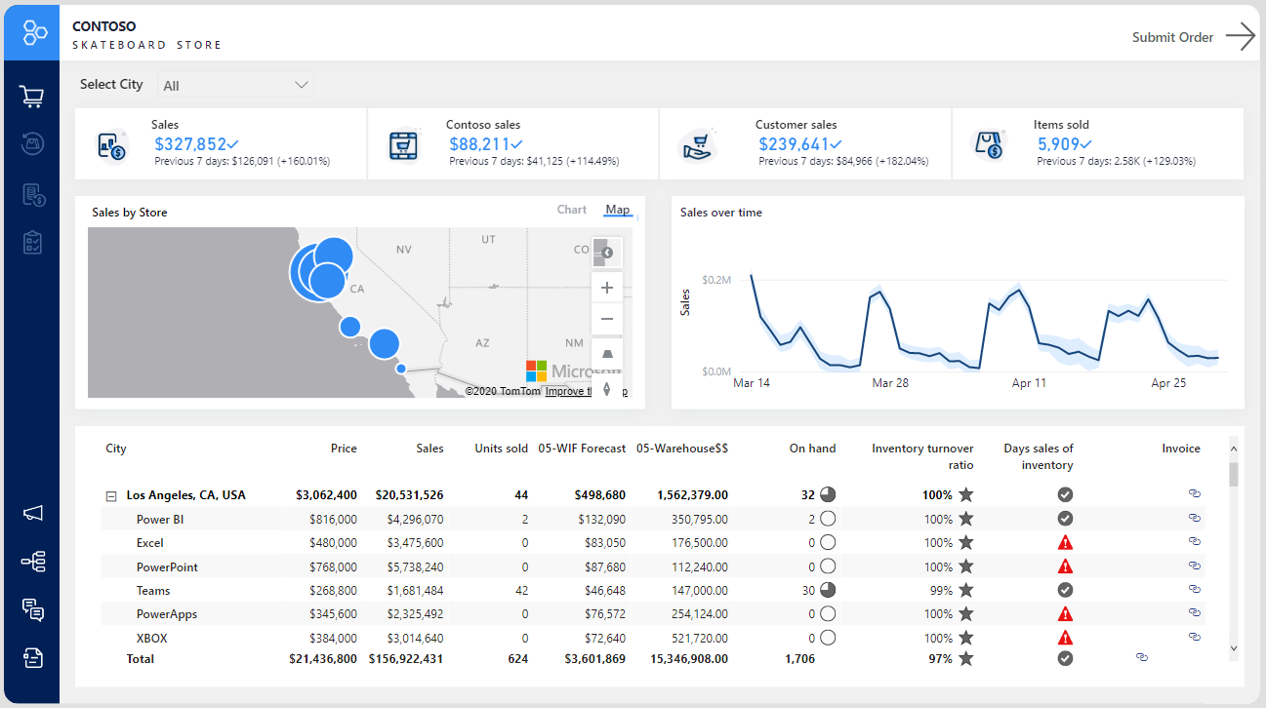 CONTOSO
SKATEBOARD STORE
Submit Order
Select City All
Sales
$327,852
Previous 7 days: $126,091 (+160.01%)
Contoso sales
$88,211
Previous 7 days: $41,125 (+114.49%)
Customer sales
$239,641
Previous 7 days: $84,966 (+182.04%)
Items sold
5,909
Previous 7 days: 2.58K (+129.03%)
Sales by Store
Chart Map
NV
UT
CO
CA
AZ
NM
©2020 TomTom Improve
Sales over time
Sales
$0.2M
$0.0M
Mar 14 Mar 28 Apr 11 Apr 25
City Price Sales Units sold 05-WIF Forecast 05-Warehouse$$ On hand Inventory turnover ratio Days sales of inventory Invoice
Los Angeles, CA, USA $3,062,400 $20,531,526 44 $498,680 1,562,379.00 32 100%
Power BI $816,000 $4,296,070 2 $132,090 350,795.00 2 100%
Excel $480,000 $3,475,600 0 $83,050 176,500.00 0 100%
PowerPoint $768,000 $5,738,240 0 $87,680 112,240.00 0 100%
Teams $268,800 $1,681,484 42 $46,648 147,000.00 30 99%
PowerApps $345,600 $2,325,492 0 $76,572 254,124.00 0 100%
XBOX $384,000 $3,014,640 0 $72,640 521,720.00 0 100%
Total $21,436,800 $156,922,431 624 $3,601,869 15,346,908.00 1,706 97%